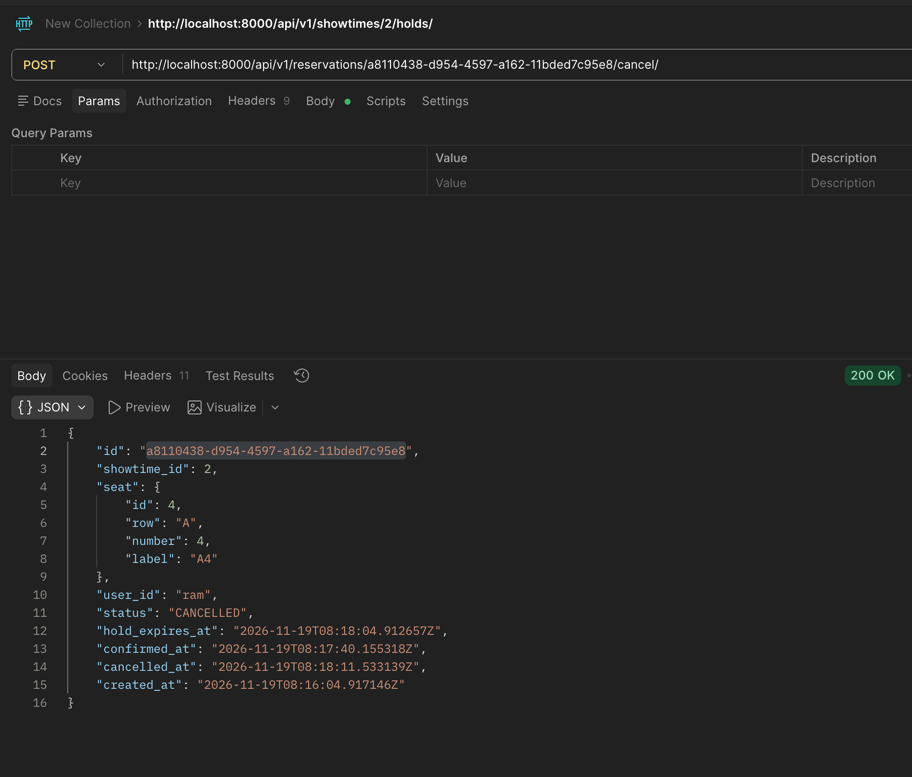 HTTP New Collection > http://localhost:8000/api/v1/showtimes/2/holds/
POST http://localhost:8000/api/v1/reservations/a8110438-d954-4597-a162-11bded7c95e8/cancel/
Docs Params Authorization Headers 9 Body Scripts Settings
Query Params
Key Value Description
Key Value Description
Body Cookies Headers 11 Test Results 200 OK
{} JSON Preview Visualize
1 {
2 "id": "a8110438-d954-4597-a162-11bded7c95e8",
3 "showtime_id": 2,
4 "seat": {
5 "id": 4,
6 "row": "A",
7 "number": 4,
8 "label": "A4"
9 },
10 "user_id": "ram",
11 "status": "CANCELLED",
12 "hold_expires_at": "2026-11-19T08:18:04.912657Z",
13 "confirmed_at": "2026-11-19T08:17:40.155318Z",
14 "cancelled_at": "2026-11-19T08:18:11.533139Z",
15 "created_at": "2026-11-19T08:16:04.917146Z"
16 }